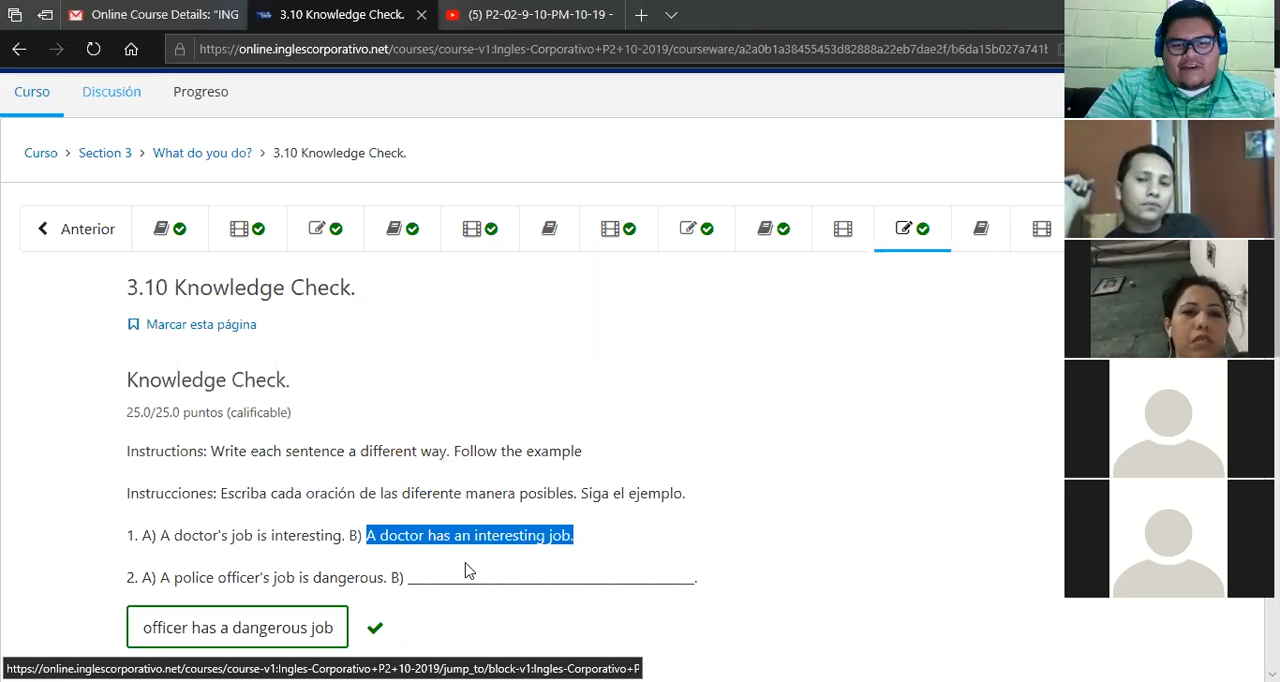 Online Course Details: "ING
3.10 Knowledge Check.
(5) P2-02-9-10-PM-10-19 -
https://online.inglescorporativo.net/courses/course-v1:Ingles-Corporativo+P2+10-2019/courseware/a2a0b1a38455453d82888a22eb7dae2f/b6da15b027a741b
Curso
Discusión
Progreso
Curso > Section 3 > What do you do? > 3.10 Knowledge Check.
Anterior
3.10 Knowledge Check.
Marcar esta página
Knowledge Check.
25.0/25.0 puntos (calificable)
Instructions: Write each sentence a different way. Follow the example
Instrucciones: Escriba cada oración de las diferente manera posibles. Siga el ejemplo.
1. A) A doctor's job is interesting. B) A doctor has an interesting job.
2. A) A police officer's job is dangerous. B) ____________________________________.
officer has a dangerous job
https://online.inglescorporativo.net/courses/course-v1:Ingles-Corporativo+P2+10-2019/jump_to/block-v1:Ingles-Corporativo+P